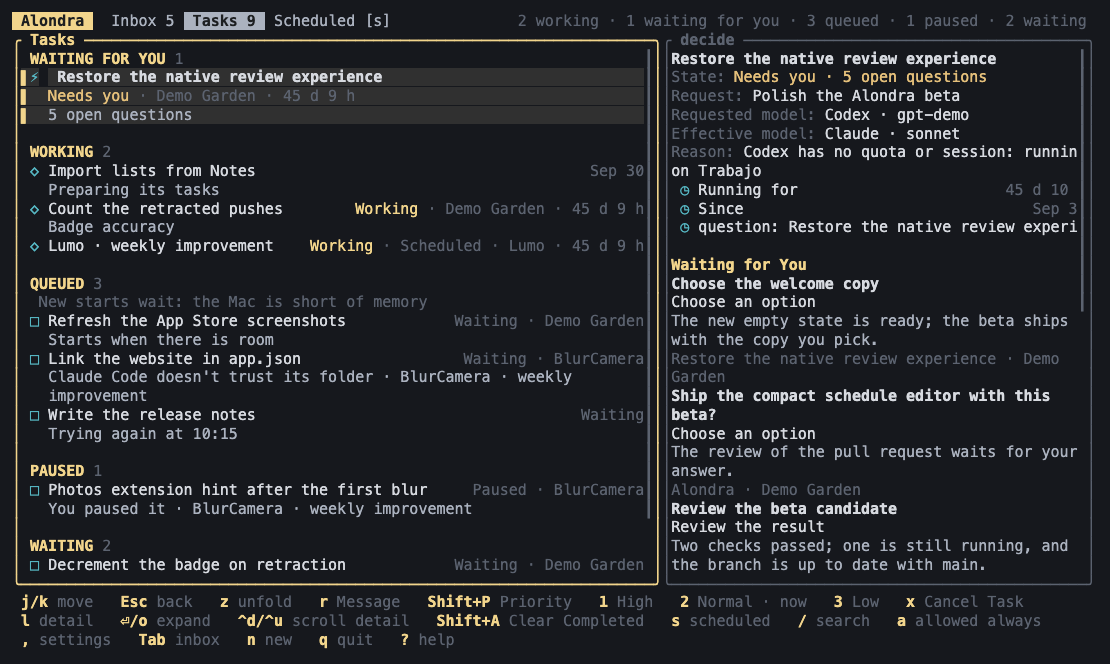 Alondra  Inbox 5  Tasks 9  Scheduled [s]  2 working · 1 waiting for you · 3 queued · 1 paused · 2 waiting
Tasks
WAITING FOR YOU 1
⚡ Restore the native review experience
Needs you · Demo Garden · 45 d 9 h
5 open questions
WORKING 2
◇ Import lists from Notes  Sep 30
Preparing its tasks
◇ Count the retracted pushes  Working · Demo Garden · 45 d 9 h
Badge accuracy
◇ Lumo · weekly improvement  Working · Scheduled · Lumo · 45 d 9 h
QUEUED 3
New starts wait: the Mac is short of memory
□ Refresh the App Store screenshots  Waiting · Demo Garden
Starts when there is room
□ Link the website in app.json  Waiting · BlurCamera
Claude Code doesn't trust its folder · BlurCamera · weekly
improvement
□ Write the release notes  Waiting
Trying again at 10:15
PAUSED 1
□ Photos extension hint after the first blur  Paused · BlurCamera
You paused it · BlurCamera · weekly improvement
WAITING 2
□ Decrement the badge on retraction  Waiting · Demo Garden
decide
Restore the native review experience
State: Needs you · 5 open questions
Request: Polish the Alondra beta
Requested model: Codex · gpt-demo
Effective model: Claude · sonnet
Reason: Codex has no quota or session: runnin
on Trabajo
◷ Running for  45 d 10
◷ Since  Sep 3
◷ question: Restore the native review experi
Waiting for You
Choose the welcome copy
Choose an option
The new empty state is ready; the beta ships
with the copy you pick.
Restore the native review experience · Demo
Garden
Ship the compact schedule editor with this
beta?
Choose an option
The review of the pull request waits for your
answer.
Alondra · Demo Garden
Review the beta candidate
Review the result
Two checks passed; one is still running, and
the branch is up to date with main.
j/k move  Esc back  z unfold  r Message  Shift+P Priority  1 High  2 Normal · now  3 Low  x Cancel Task
l detail  ⏎/o expand  ^d/^u scroll detail  Shift+A Clear Completed  s scheduled  / search  a allowed always
, settings  Tab inbox  n new  q quit  ? help